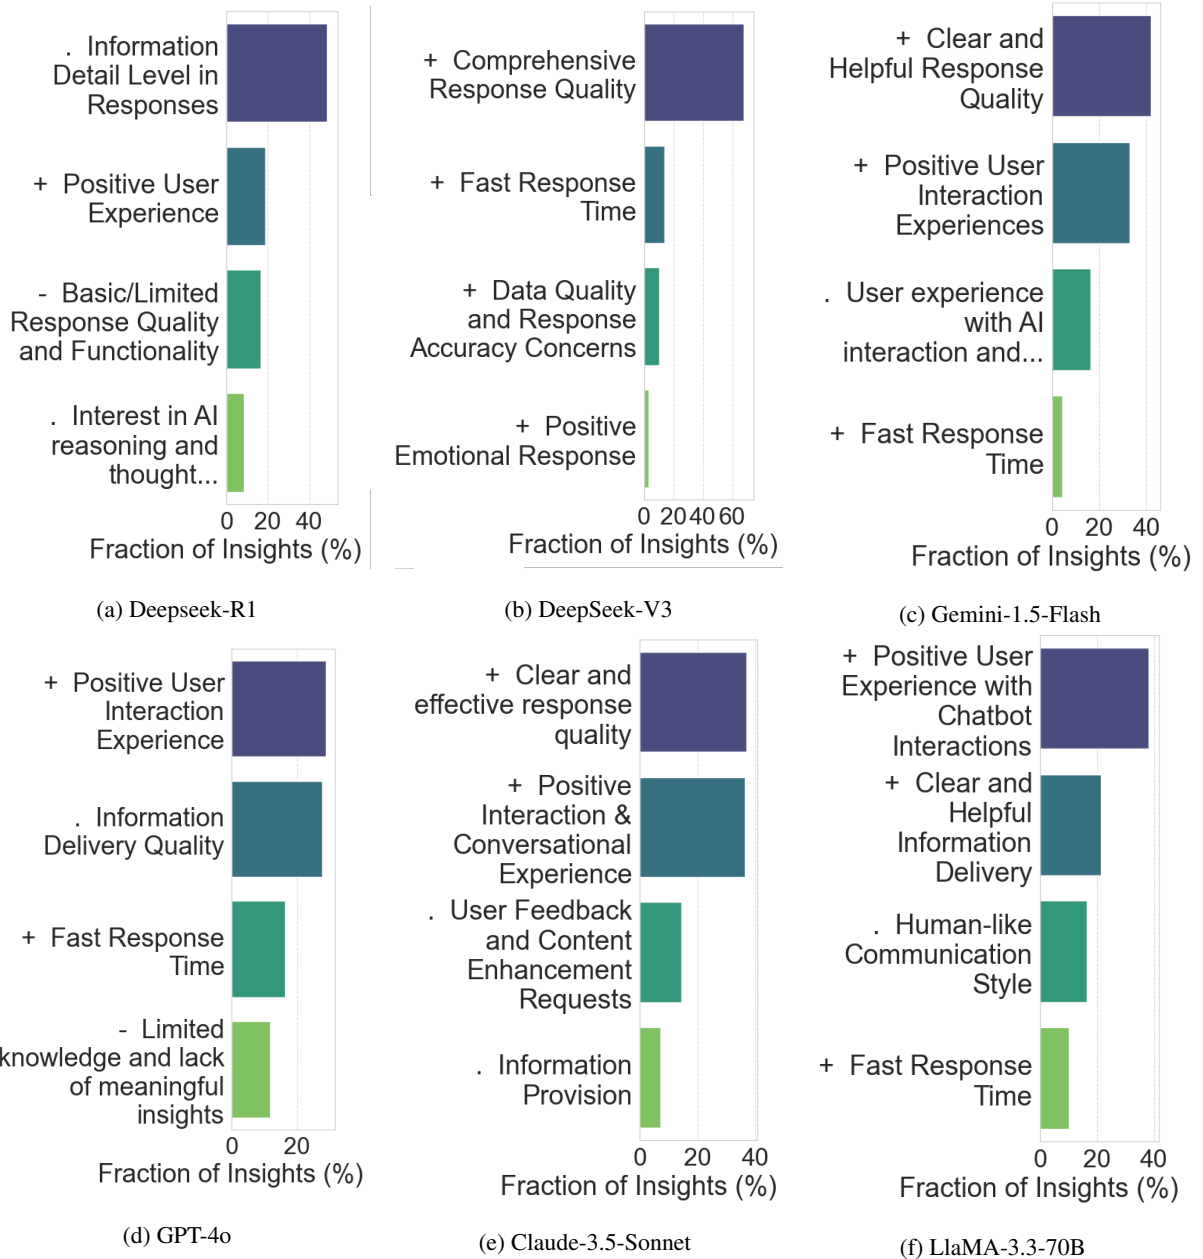 . Information
Detail Level in
Responses
+ Positive User
Experience
- Basic/Limited
Response Quality
and Functionality
. Interest in AI
reasoning and
thought...
0 20 40
Fraction of Insights (%)
(a) Deepseek-R1
+ Comprehensive
Response Quality
+ Fast Response
Time
+ Data Quality
and Response
Accuracy Concerns
+ Positive
Emotional Response
0 20 40 60
Fraction of Insights (%)
(b) DeepSeek-V3
+ Clear and
Helpful Response
Quality
+ Positive User
Interaction
Experiences
. User experience
with AI
interaction and...
+ Fast Response
Time
0 20 40
Fraction of Insights (%)
(c) Gemini-1.5-Flash
+ Positive User
Interaction
Experience
. Information
Delivery Quality
+ Fast Response
Time
- Limited
knowledge and lack
of meaningful
insights
0 20
Fraction of Insights (%)
(d) GPT-4o
+ Clear and
effective response
quality
+ Positive
Interaction &
Conversational
Experience
. User Feedback
and Content
Enhancement
Requests
. Information
Provision
0 20 40
Fraction of Insights (%)
(e) Claude-3.5-Sonnet
+ Positive User
Experience with
Chatbot
Interactions
+ Clear and
Helpful
Information
Delivery
. Human-like
Communication
Style
+ Fast Response
Time
0 20 40
Fraction of Insights (%)
(f) LlaMA-3.3-70B